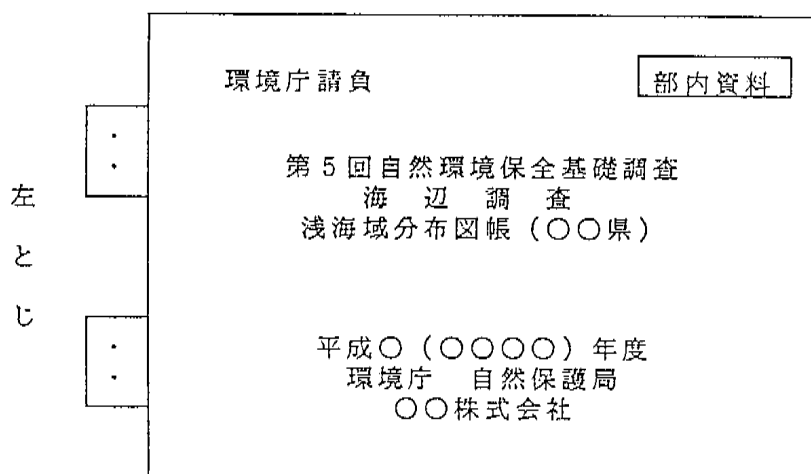 環境庁請負
部内資料
第5回自然環境保全基礎調査
海辺調査
浅海域分布図帳（○○県）
平成○（○○○○）年度
環境庁　自然保護局
○○株式会社
左とじ